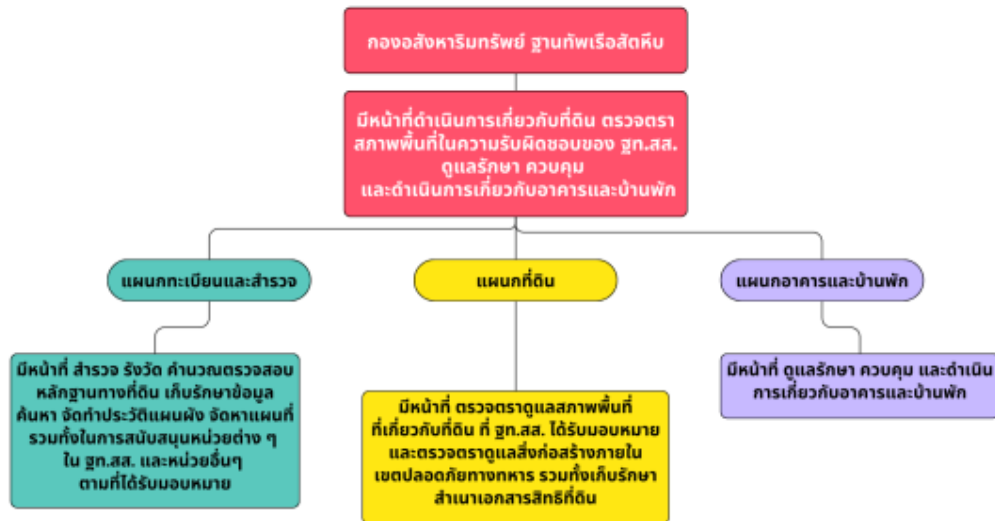 กองอสังหาริมทรัพย์ ฐานทัพเรือสัตหีบ
มีหน้าที่ดำเนินการเกี่ยวกับที่ดิน ตรวจตรา
สภาพพื้นที่ในความรับผิดชอบของ ฐท.สส.
ดูแลรักษา ควบคุม
และดำเนินการเกี่ยวกับอาคารและบ้านพัก
แผนกทะเบียนและสำรวจ
แผนกที่ดิน
แผนกอาคารและบ้านพัก
มีหน้าที่ สำรวจ รังวัด คำนวณตรวจสอบ
หลักฐานทางที่ดิน เก็บรักษาข้อมูล
ค้นหา จัดทำประวัติแผนผัง จัดหาแผนที่
รวมทั้งในการสนับสนุนหน่วยต่าง ๆ
ใน ฐท.สส. และหน่วยอื่นๆ
ตามที่ได้รับมอบหมาย
มีหน้าที่ ตรวจตราดูแลสภาพพื้นที่
ที่เกี่ยวกับที่ดิน ที่ ฐท.สส. ได้รับมอบหมาย
และตรวจตราดูแลสิ่งก่อสร้างภายใน
เขตปลอดภัยทางทหาร รวมทั้งเก็บรักษา
สำเนาเอกสารสิทธิที่ดิน
มีหน้าที่ ดูแลรักษา ควบคุม และดำเนิน
การเกี่ยวกับอาคารและบ้านพัก